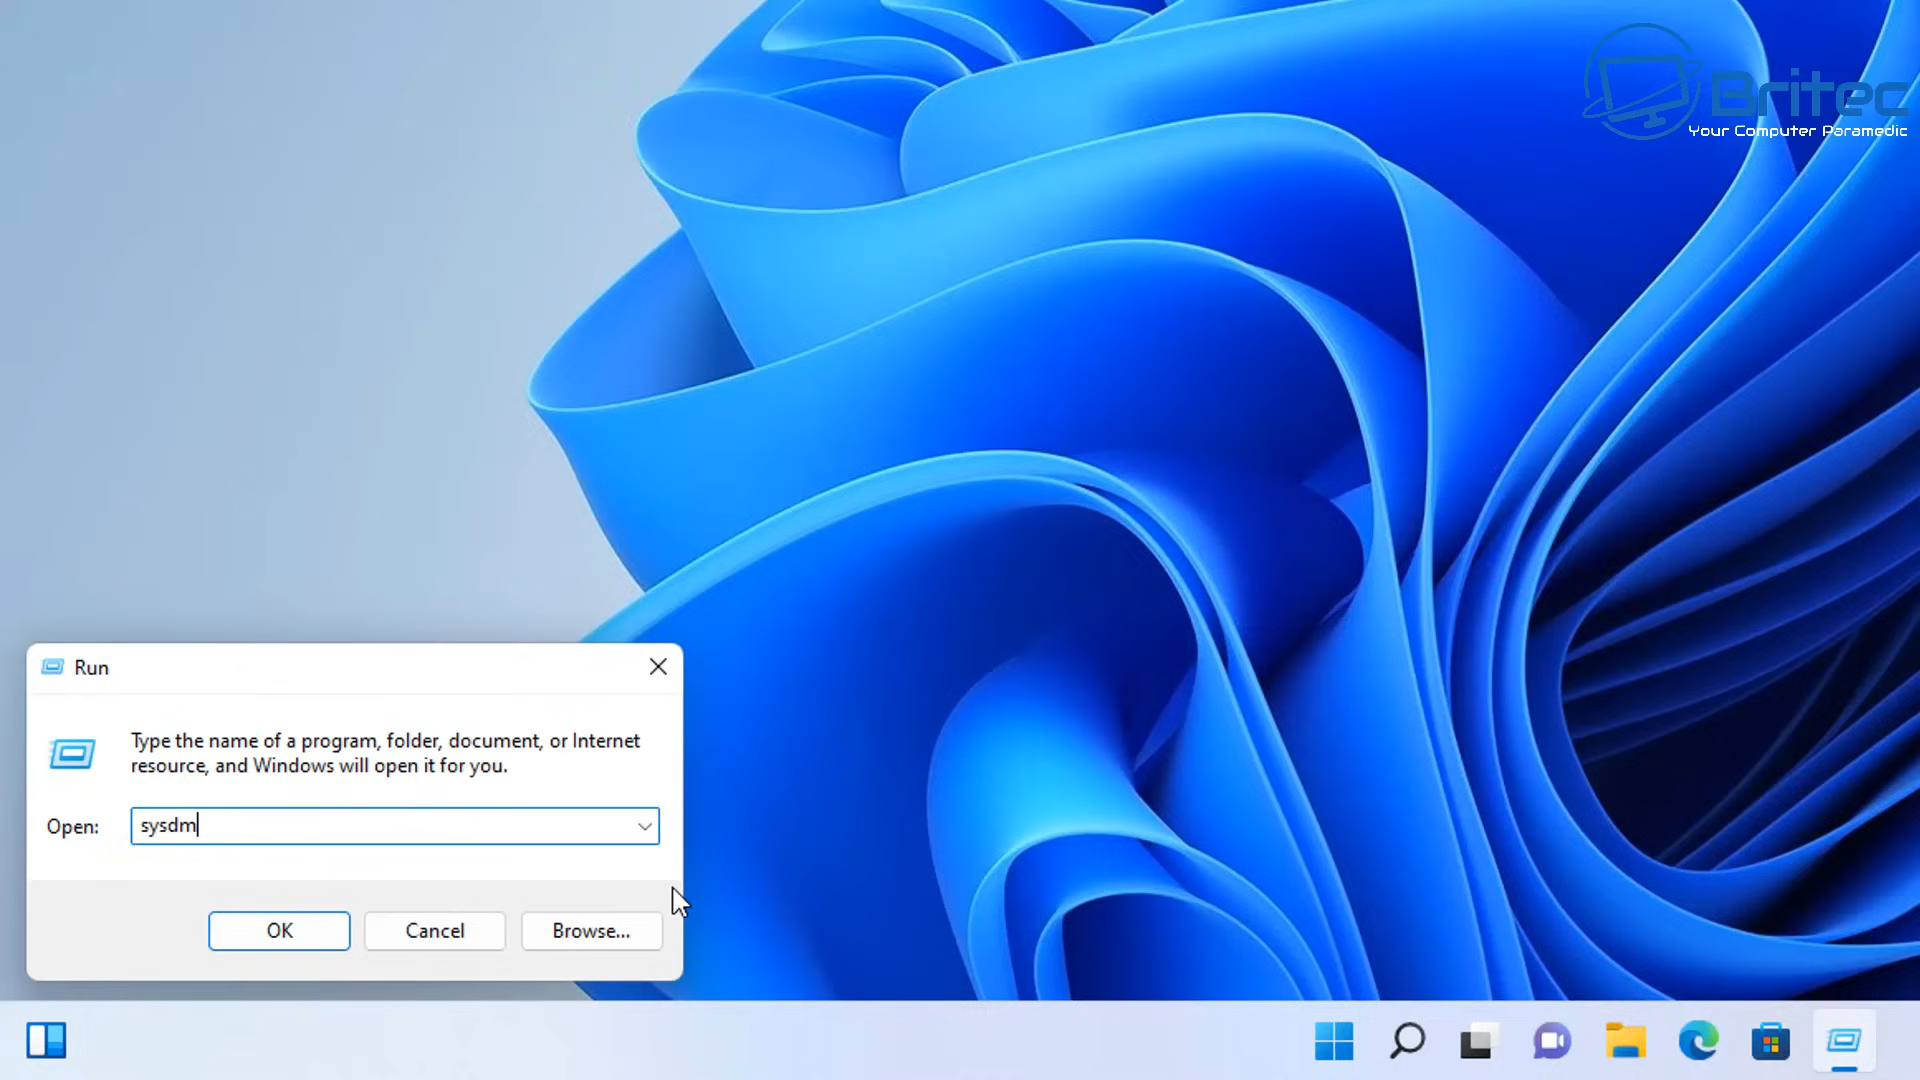 Britec
Your Computer Paramedic
Run
Type the name of a program, folder, document, or Internet
resource, and Windows will open it for you.
Open:
sysdm
OK
Cancel
Browse...